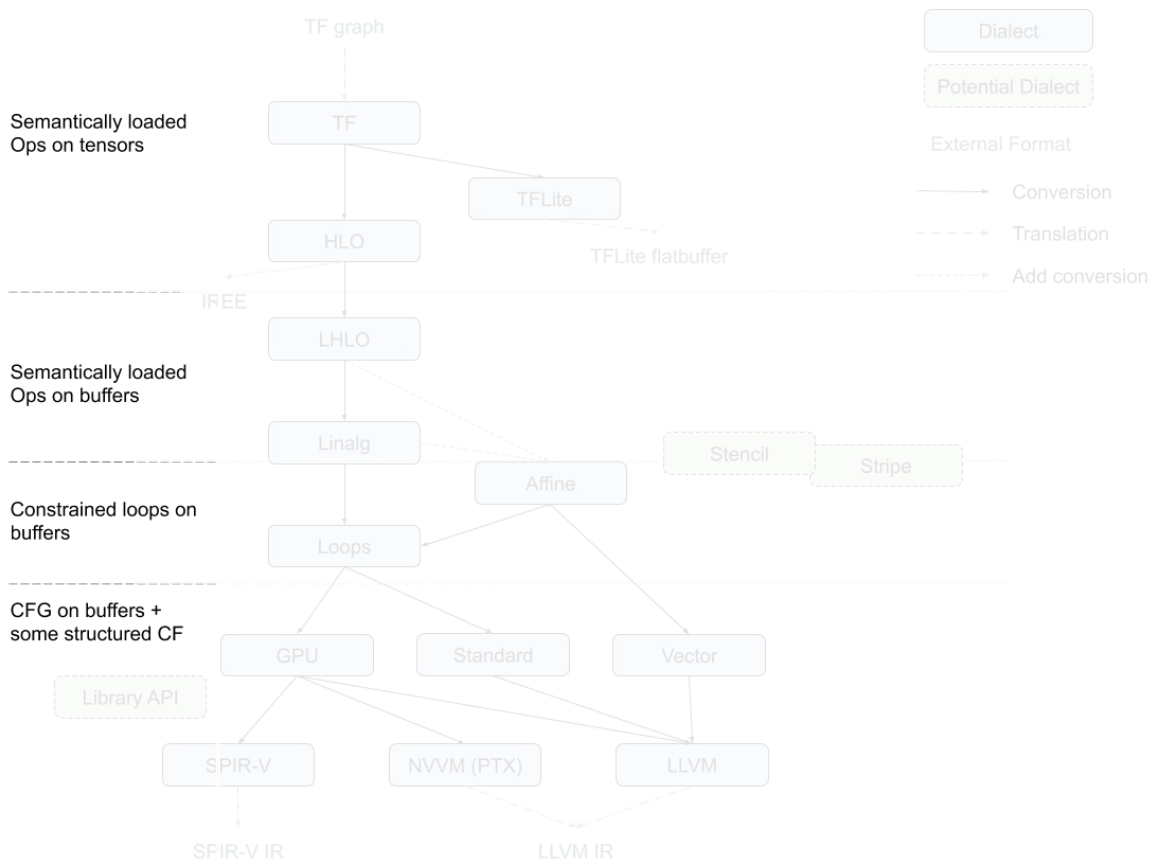 TF graph
Dialect
Potential Dialect
Semantically loaded
Ops on tensors
TF
External Format
TFLite
Conversion
HLO
TFLite flatbuffer
Translation
IREE
Add conversion
LHLO
Semantically loaded
Ops on buffers
Linalg
Stencil
Stripe
Affine
Constrained loops on
buffers
Loops
CFG on buffers +
some structured CF
GPU
Standard
Vector
Library API
SPIR-V
NVVM (PTX)
LLVM
SPIR-V IR
LLVM IR